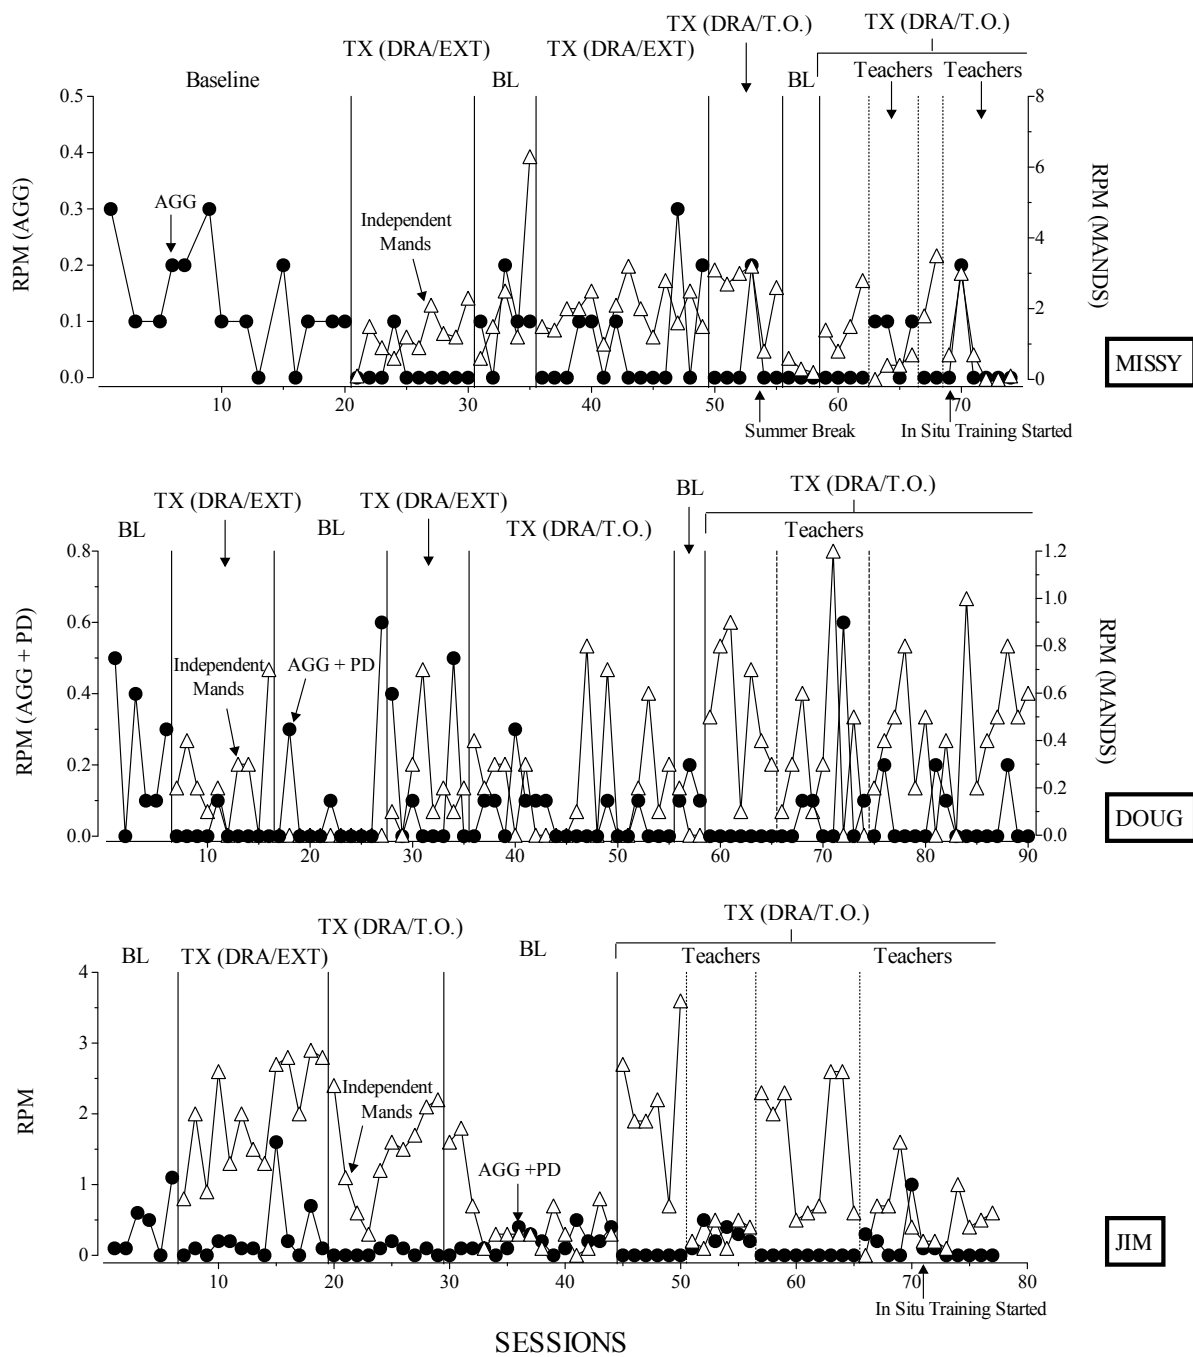 TX (DRA/T.O.)
TX (DRA/T.O.)
TX (DRA/EXT)
TX (DRA/EXT)
Baseline
BL
BL
Teachers
Teachers
0.5
0.4
0.3
0.2
0.1
0.0
RPM (AGG)
AGG
Independent
Mands
8
6
4
2
0
RPM (MANDS)
MISSY
10
20
30
40
50
60
70
Summer Break
In Situ Training Started
TX (DRA/EXT)
TX (DRA/EXT)
BL
TX (DRA/T.O.)
BL
BL
TX (DRA/T.O.)
Teachers
0.8
0.6
0.4
0.2
0.0
RPM (AGG + PD)
Independent
Mands
AGG + PD
1.2
1.0
0.8
0.6
0.4
0.2
0.0
RPM (MANDS)
DOUG
10
20
30
40
50
60
70
80
90
TX (DRA/T.O.)
TX (DRA/T.O.)
BL
TX (DRA/EXT)
BL
Teachers
Teachers
4
3
2
1
0
RPM
Independent
Mands
AGG +PD
JIM
10
20
30
40
50
60
70
80
In Situ Training Started
SESSIONS